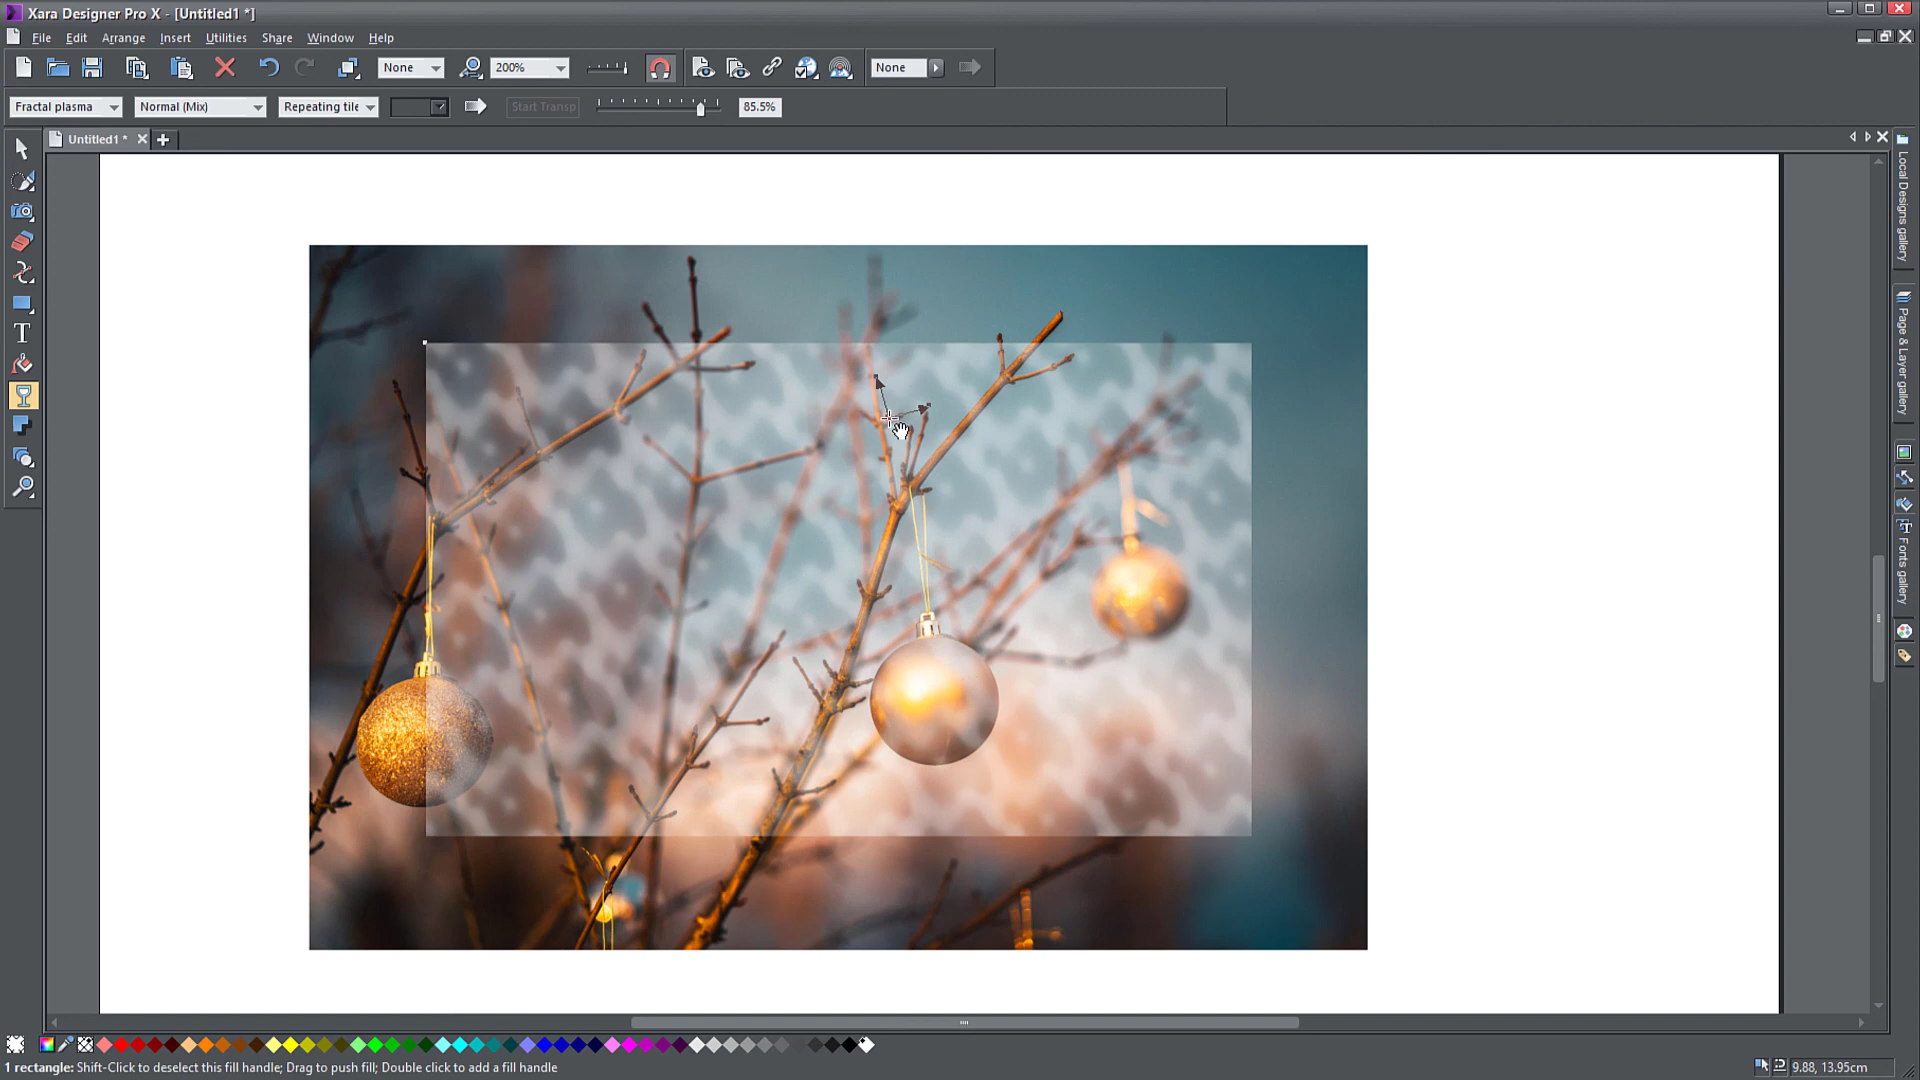 Xara Designer Pro X - [Untitled1 *]
File Edit Arrange Insert Utilities Share Window Help
None 200% None
Fractal plasma Normal (Mix) Repeating tile Start Transp 85.5%
Untitled1 *
T
Local Designs gallery
Page & Layer gallery
Fonts gallery
1 rectangle: Shift-Click to deselect this fill handle; Drag to push fill; Double click to add a fill handle
9.88, 13.95cm